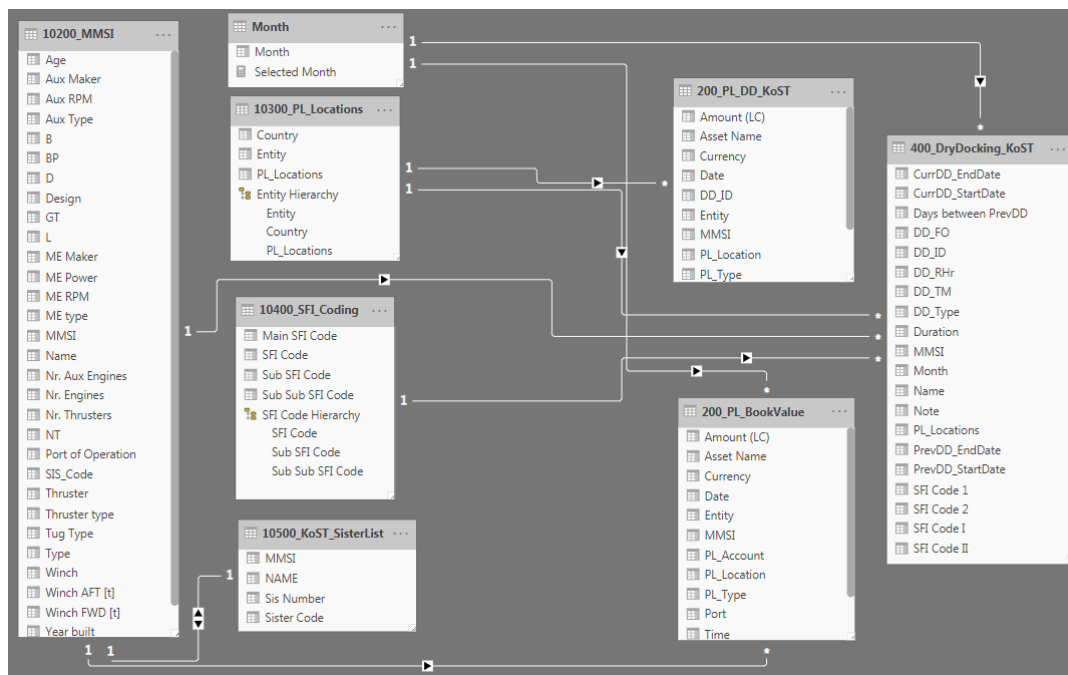 10200_MMSI ...
Age
Aux Maker
Aux RPM
Aux Type
B
BP
D
Design
GT
L
ME Maker
ME Power
ME RPM
ME type
MMSI
Name
Nr. Aux Engines
Nr. Engines
Nr. Thrusters
NT
Port of Operation
SIS_Code
Thruster
Thruster type
Tug Type
Type
Winch
Winch AFT [t]
Winch FWD [t]
Year built
Month ...
Month
Selected Month
10300_PL_Locations ...
Country
Entity
PL_Locations
Entity Hierarchy
Entity
Country
PL_Locations
10400_SFI_Coding ...
Main SFI Code
SFI Code
Sub SFI Code
Sub Sub SFI Code
SFI Code Hierarchy
SFI Code
Sub SFI Code
Sub Sub SFI Code
10500_KoST_SisterList ...
MMSI
NAME
Sis Number
Sister Code
200_PL_DD_KoST ...
Amount (LC)
Asset Name
Currency
Date
DD_ID
Entity
MMSI
PL_Location
PL_Type
200_PL_BookValue ...
Amount (LC)
Asset Name
Currency
Date
Entity
MMSI
PL_Account
PL_Location
PL_Type
Port
Time
400_DryDocking_KoST ...
CurrDD_EndDate
CurrDD_StartDate
Days between PrevDD
DD_FO
DD_ID
DD_RHr
DD_TM
DD_Type
Duration
MMSI
Month
Name
Note
PL_Locations
PrevDD_EndDate
PrevDD_StartDate
SFI Code 1
SFI Code 2
SFI Code I
SFI Code II
1
1
1
1
1
1
1
1 1
*
*
*
*
*
*
*
*